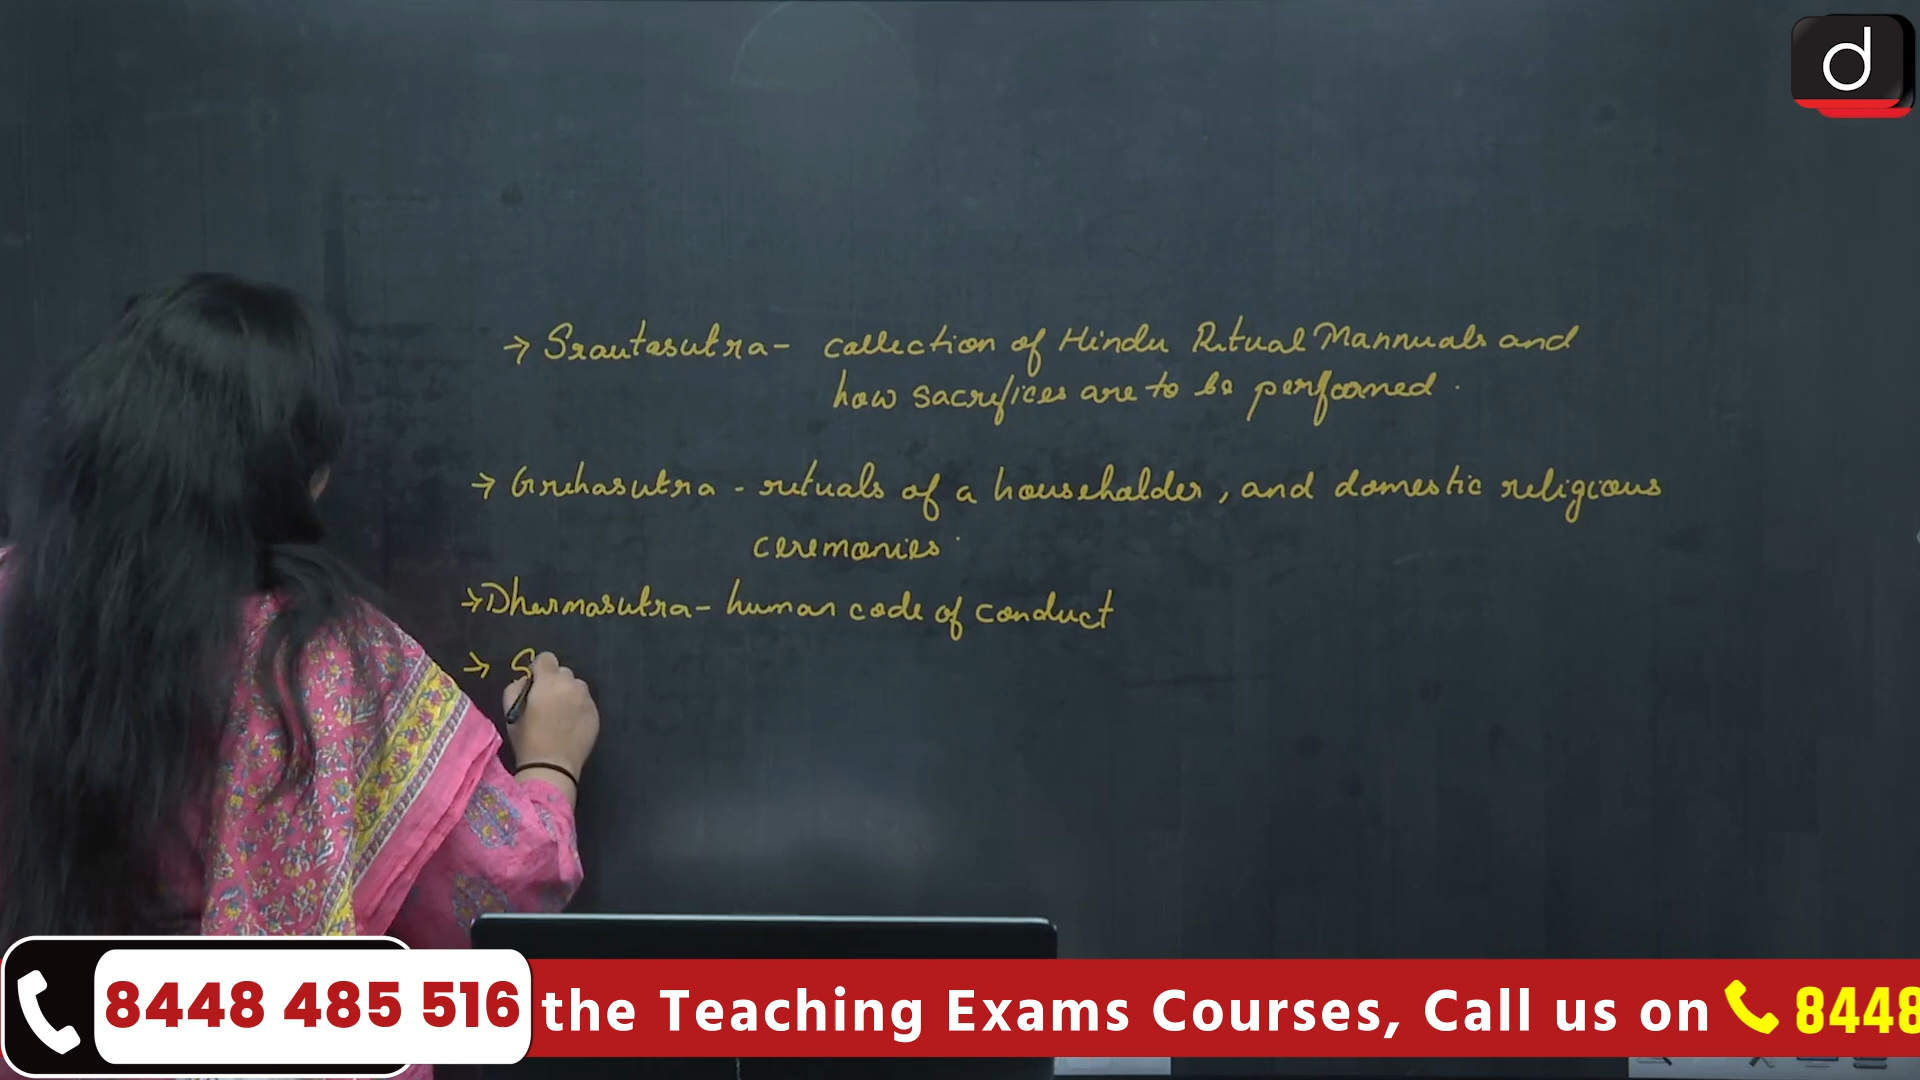 d
→ Srautasutra - collection of Hindu Ritual Mannuals and
how sacrifices are to be performed.
→ Gruhasutra - rituals of a householder, and domestic religious
ceremonies.
→ Dharmasutra - human code of conduct
→ S
8448 485 516 the Teaching Exams Courses, Call us on 8448